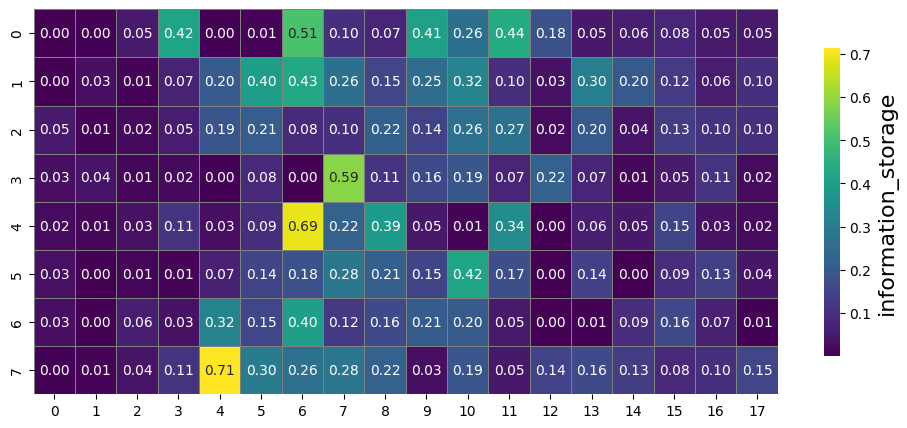 0 0.00 0.00 0.05 0.42 0.00 0.01 0.51 0.10 0.07 0.41 0.26 0.44 0.18 0.05 0.06 0.08 0.05 0.05
1 0.00 0.03 0.01 0.07 0.20 0.40 0.43 0.26 0.15 0.25 0.32 0.10 0.03 0.30 0.20 0.12 0.06 0.10
2 0.05 0.01 0.02 0.05 0.19 0.21 0.08 0.10 0.22 0.14 0.26 0.27 0.02 0.20 0.04 0.13 0.10 0.10
3 0.03 0.04 0.01 0.02 0.00 0.08 0.00 0.59 0.11 0.16 0.19 0.07 0.22 0.07 0.01 0.05 0.11 0.02
4 0.02 0.01 0.03 0.11 0.03 0.09 0.69 0.22 0.39 0.05 0.01 0.34 0.00 0.06 0.05 0.15 0.03 0.02
5 0.03 0.00 0.01 0.01 0.07 0.14 0.18 0.28 0.21 0.15 0.42 0.17 0.00 0.14 0.00 0.09 0.13 0.04
6 0.03 0.00 0.06 0.03 0.32 0.15 0.40 0.12 0.16 0.21 0.20 0.05 0.00 0.01 0.09 0.16 0.07 0.01
7 0.00 0.01 0.04 0.11 0.71 0.30 0.26 0.28 0.22 0.03 0.19 0.05 0.14 0.16 0.13 0.08 0.10 0.15
0 1 2 3 4 5 6 7 8 9 10 11 12 13 14 15 16 17
0.7
0.6
0.5
0.4
0.3
0.2
0.1
information_storage